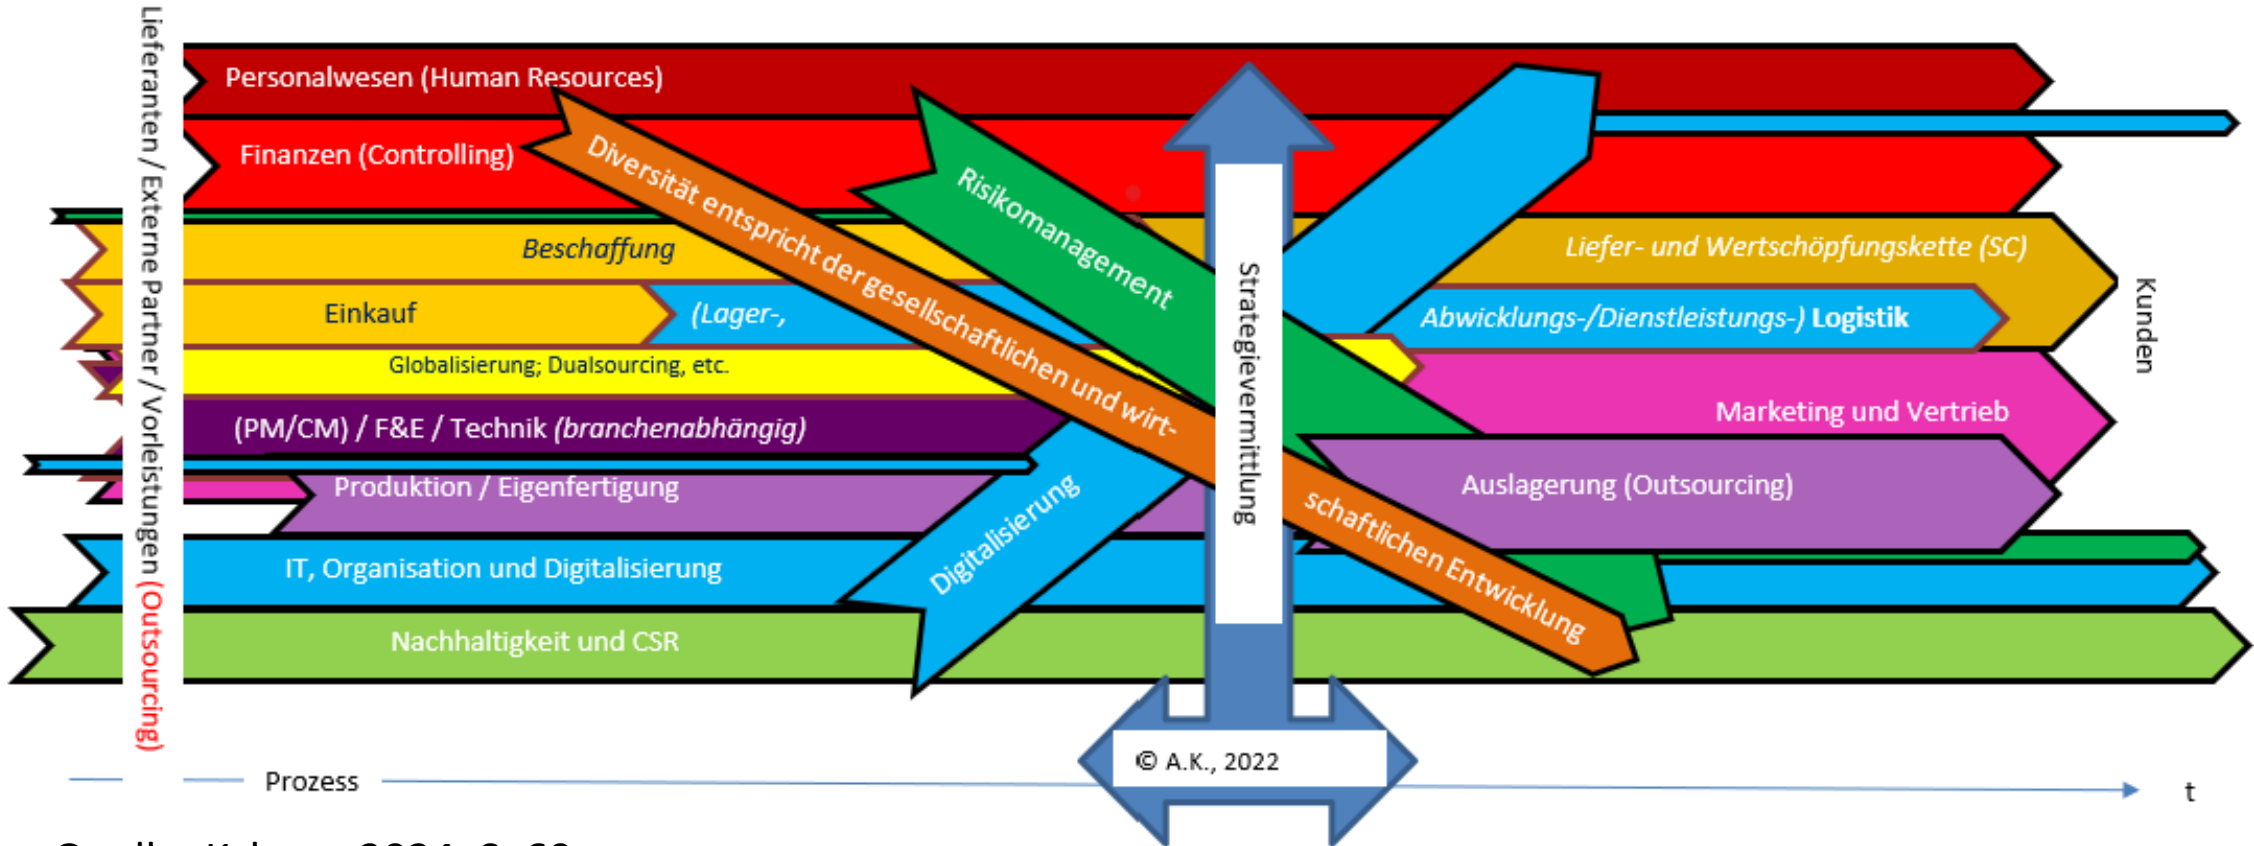 Lieferanten / Externe Partner / Vorleistungen (Outsourcing)
Personalwesen (Human Resources)
Finanzen (Controlling)
Diversität entspricht der gesellschaftlichen und wirt-
schaftlichen Entwicklung
Risikomanagement
Strategievermittlung
Beschaffung
Liefer- und Wertschöpfungskette (SC)
Einkauf
(Lager-,
Abwicklungs-/Dienstleistungs-) Logistik
Kunden
Globalisierung; Dualsourcing, etc.
Marketing und Vertrieb
(PM/CM) / F&E / Technik (branchenabhängig)
Produktion / Eigenfertigung
Auslagerung (Outsourcing)
Digitalisierung
IT, Organisation und Digitalisierung
Nachhaltigkeit und CSR
© A.K., 2022
Prozess
t